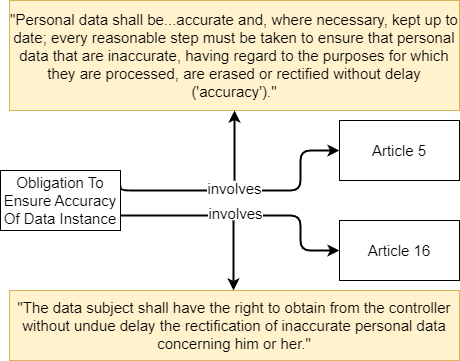 "Personal data shall be...accurate and, where necessary, kept up to
date; every reasonable step must be taken to ensure that personal
data that are inaccurate, having regard to the purposes for which
they are processed, are erased or rectified without delay
('accuracy')."
Article 5
Obligation To
Ensure Accuracy
Of Data Instance
involves
involves
Article 16
"The data subject shall have the right to obtain from the controller
without undue delay the rectification of inaccurate personal data
concerning him or her."